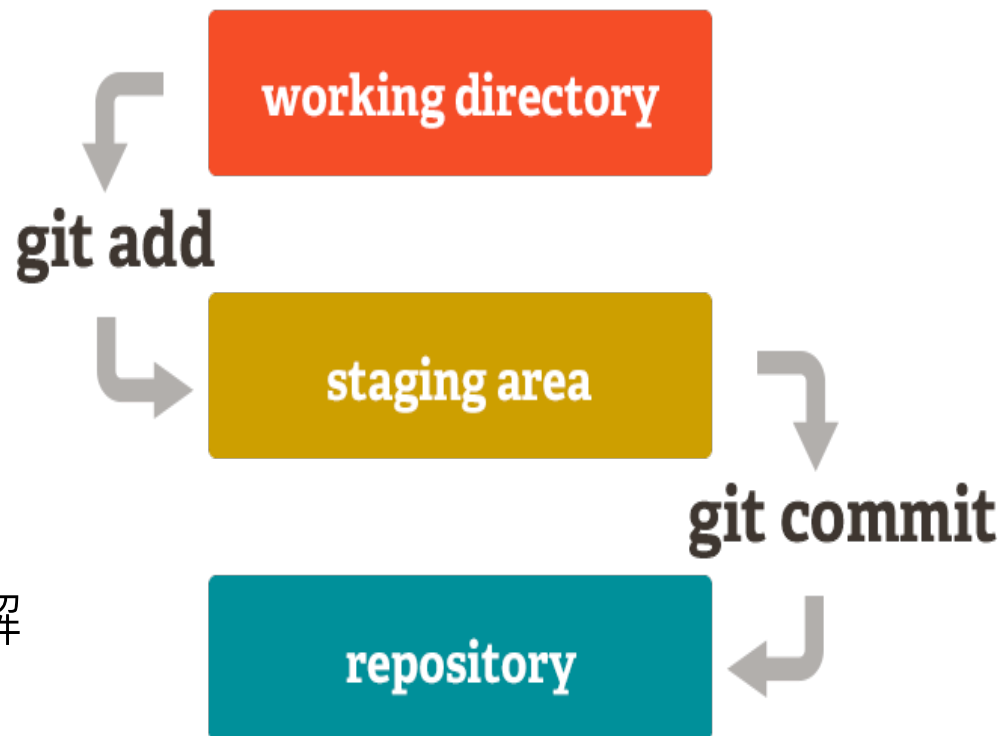 working directory
git add
staging area
git commit
repository